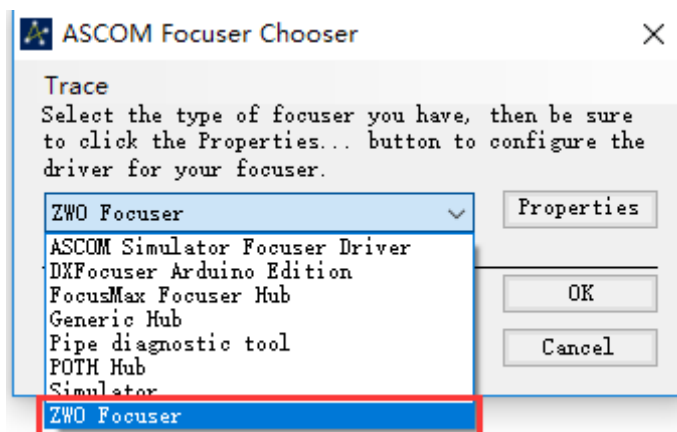 ASCOM Focuser Chooser
Trace
Select the type of focuser you have, then be sure
to click the Properties... button to configure the
driver for your focuser.
ZWO Focuser
Properties
ASCOM Simulator Focuser Driver
DXFocuser Arduino Edition
FocusMax Focuser Hub
Generic Hub
Pipe diagnostic tool
POTH Hub
Simulator
ZWO Focuser
OK
Cancel